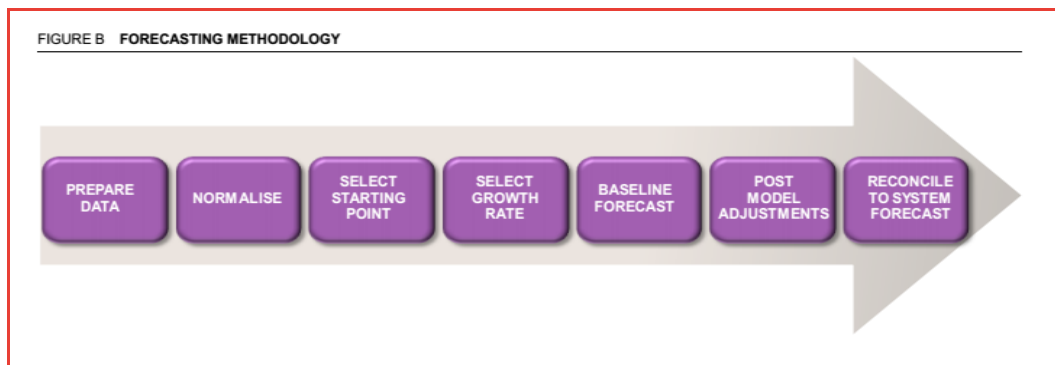 FIGURE B FORECASTING METHODOLOGY
PREPARE
DATA
NORMALISE
SELECT
STARTING
POINT
SELECT
GROWTH
RATE
BASELINE
FORECAST
POST
MODEL
ADJUSTMENTS
RECONCILE
TO SYSTEM
FORECAST